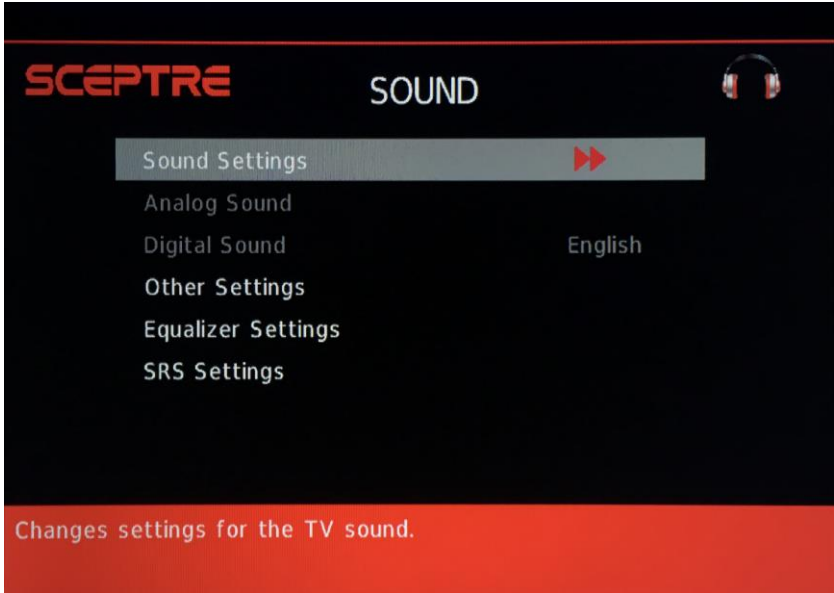 SCEPTRE SOUND
Sound Settings
Analog Sound
Digital Sound English
Other Settings
Equalizer Settings
SRS Settings
Changes settings for the TV sound.